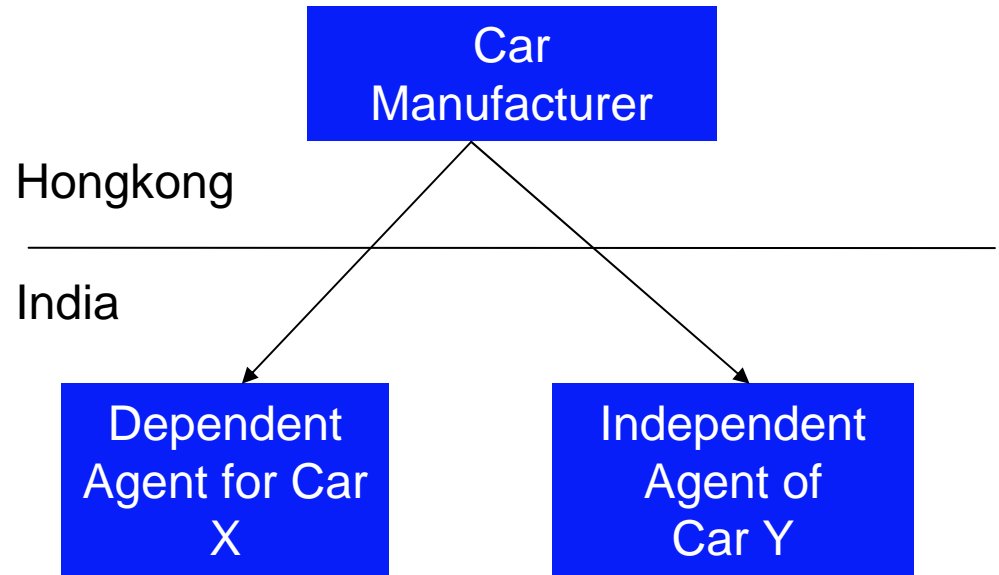 Car
Manufacturer
Hongkong
India
Dependent
Agent for Car
X
Independent
Agent of
Car Y